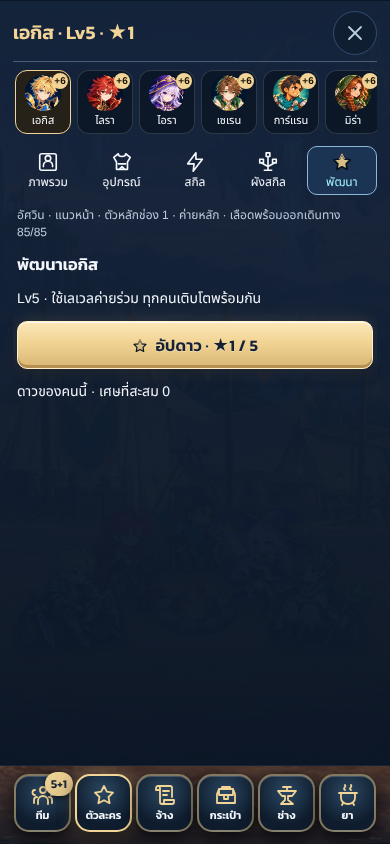 เอกิส · Lv5 · ★1
+6 +6 +6 +6 +6 +6
เอกิส ไลรา ไอรา เซเรน การ์แรน มิร่า
ภาพรวม อุปกรณ์ สกิล ผังสกิล พัฒนา
อัศวิน · แนวหน้า · ตัวหลักช่อง 1 · ค่ายหลัก · เลือดพร้อมออกเดินทาง
85/85
พัฒนาเอกิส
Lv5 · ใช้เลเวลค่ายร่วม ทุกคนเติบโตพร้อมกัน
อัปดาว · ★1 / 5
ดาวของคนนี้ · เศษที่สะสม 0
5+1
ทีม ตัวละคร จ้าง กระเป๋า ช่าง ยา